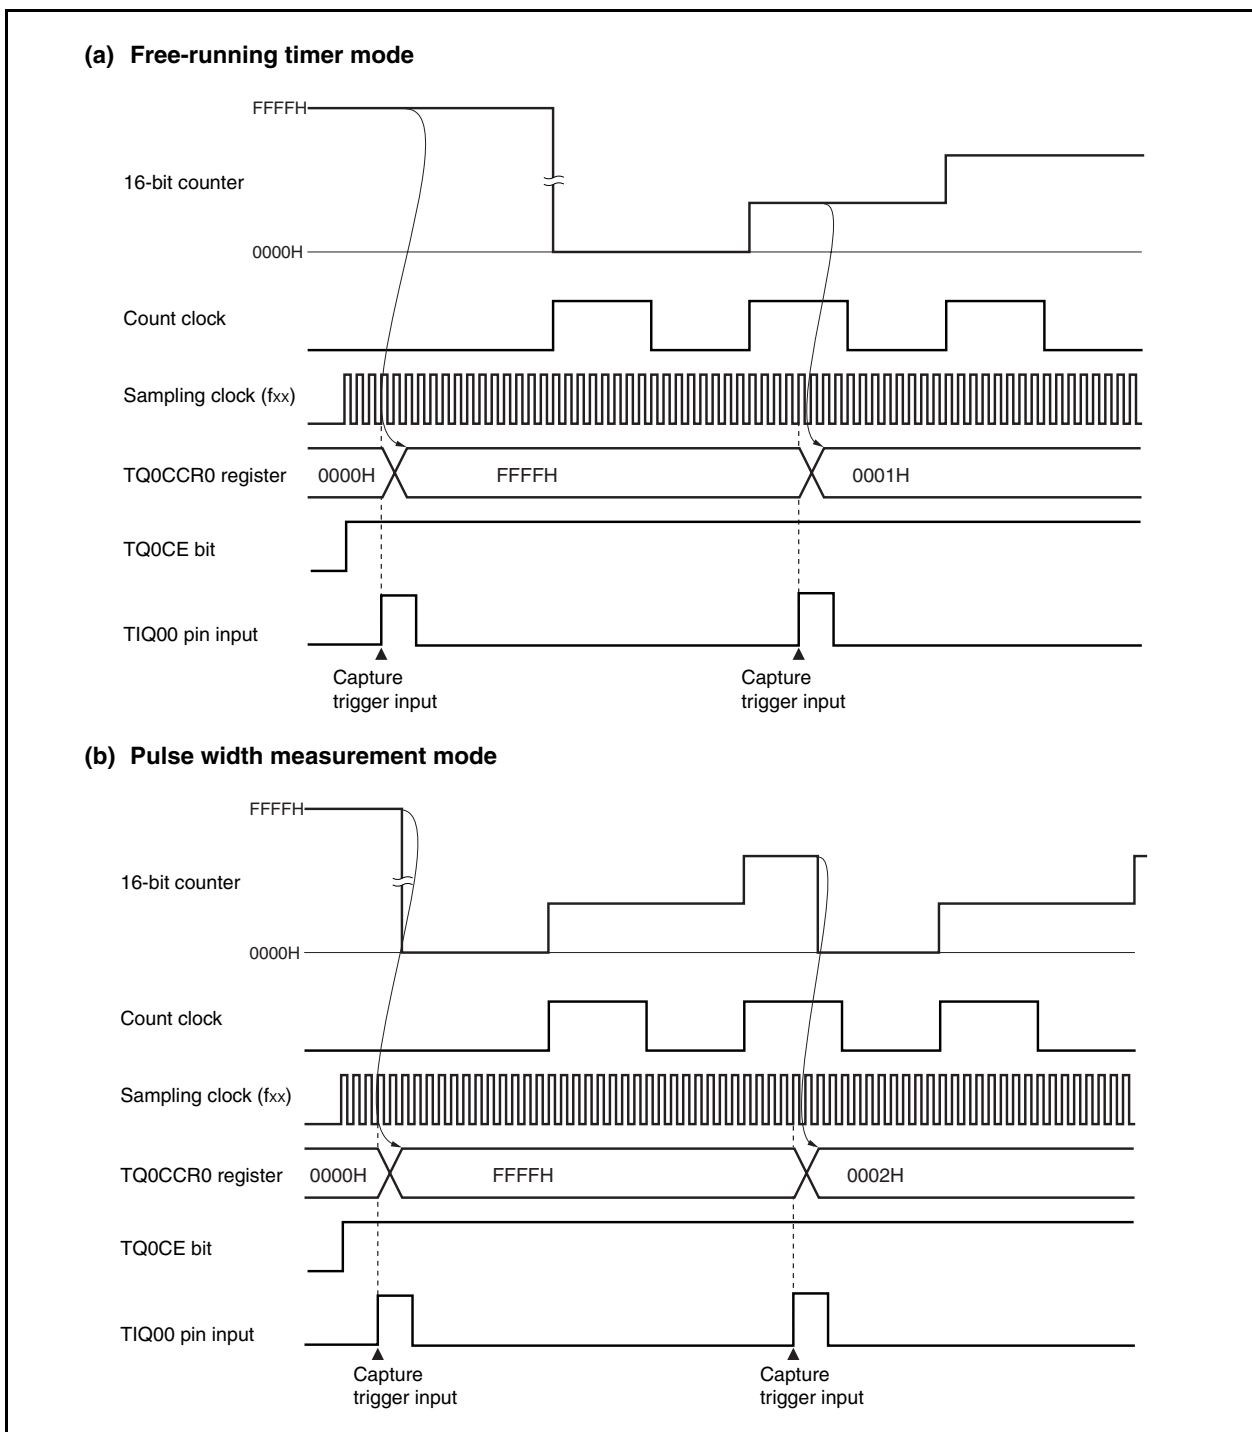 (a) Free-running timer mode
FFFFH
16-bit counter
0000H
Count clock
Sampling clock (fxx)
TQ0CCR0 register 0000H FFFFH 0001H
TQ0CE bit
TIQ00 pin input
Capture
trigger input
Capture
trigger input
(b) Pulse width measurement mode
FFFFH
16-bit counter
0000H
Count clock
Sampling clock (fxx)
TQ0CCR0 register 0000H FFFFH 0002H
TQ0CE bit
TIQ00 pin input
Capture
trigger input
Capture
trigger input